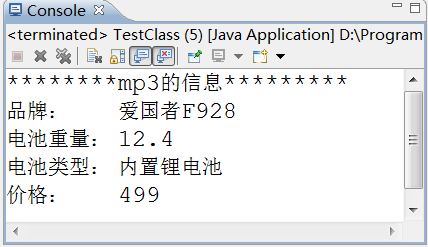 Console
<terminated> TestClass (5) [Java Application] D:\Program
********mp3的信息*********
品牌： 爱国者F928
电池重量： 12.4
电池类型： 内置锂电池
价格： 499